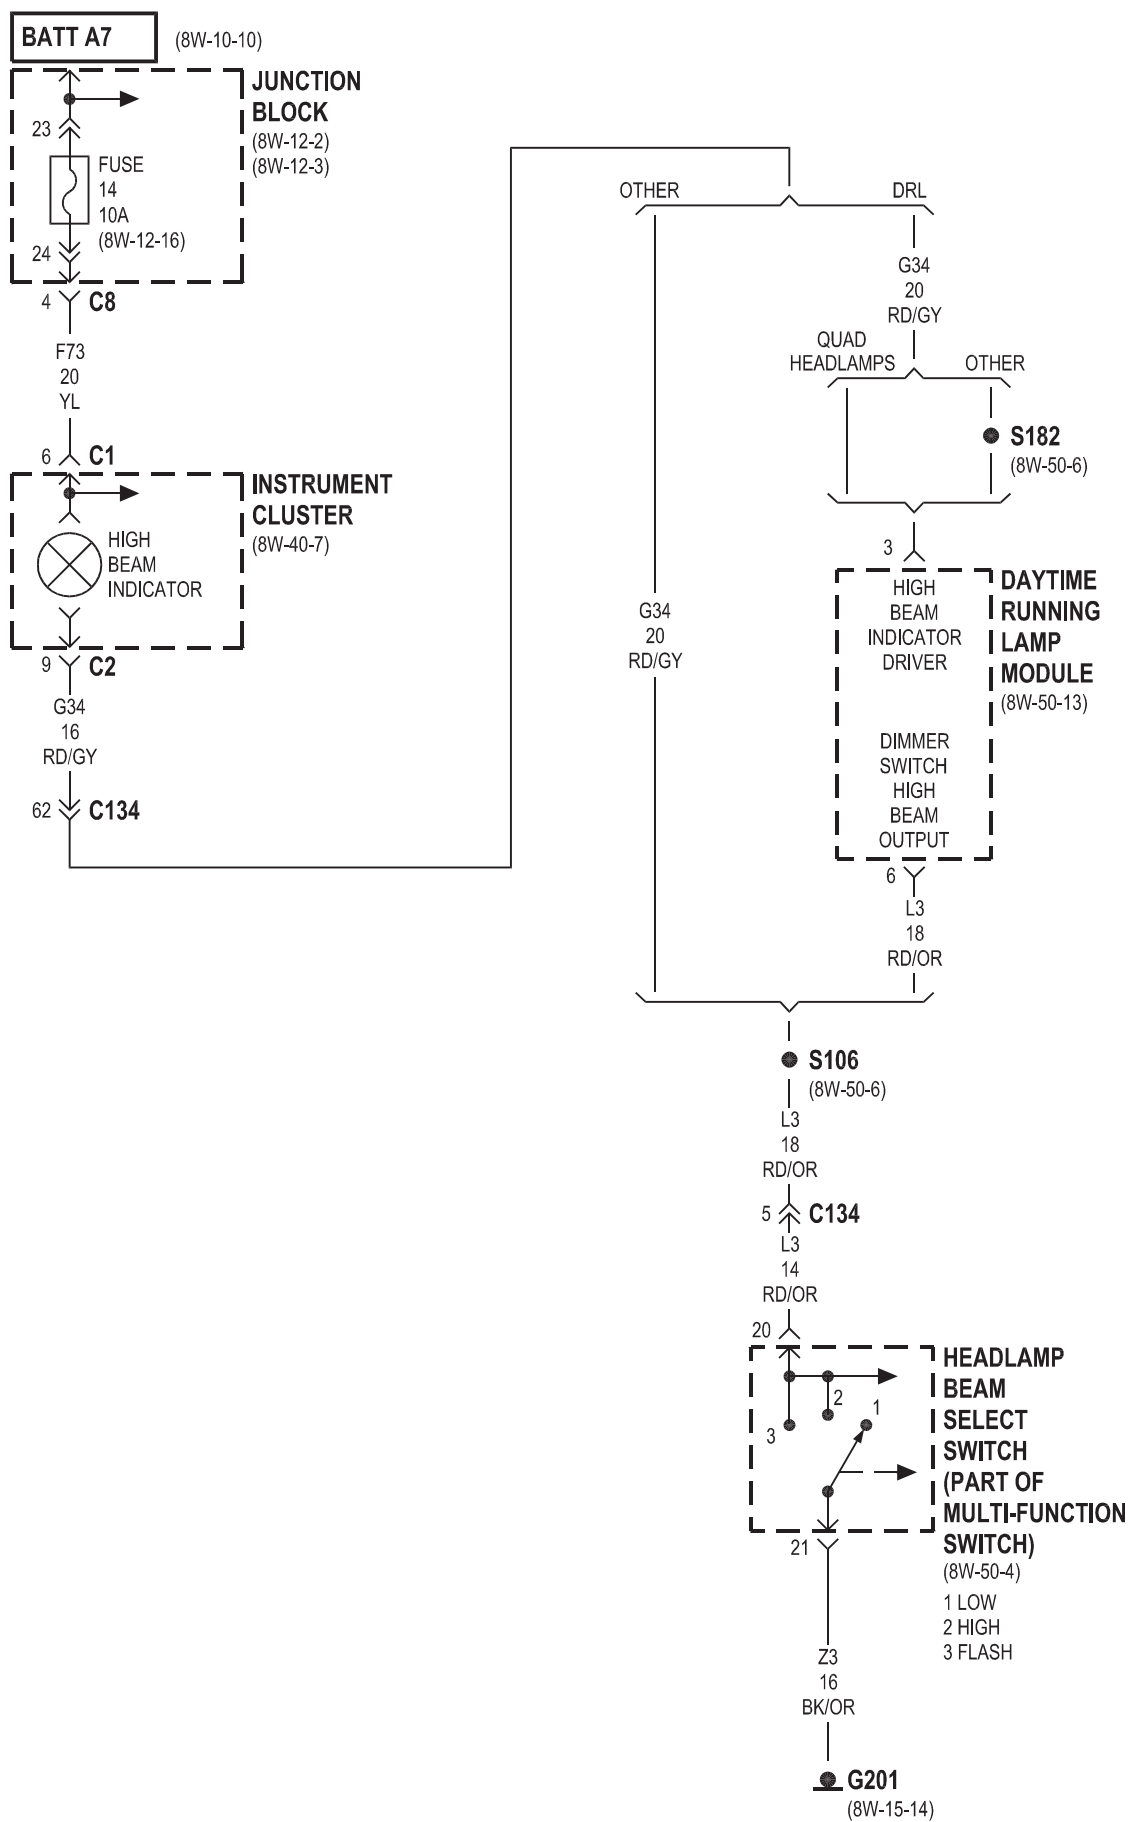 BATT A7
(8W-10-10)
JUNCTION
BLOCK
(8W-12-2)
(8W-12-3)
23
FUSE
14
10A
(8W-12-16)
24
4
C8
F73
20
YL
6
C1
INSTRUMENT
CLUSTER
(8W-40-7)
HIGH
BEAM
INDICATOR
9
C2
G34
16
RD/GY
62
C134
OTHER
DRL
G34
20
RD/GY
QUAD
HEADLAMPS
OTHER
S182
(8W-50-6)
3
G34
20
RD/GY
HIGH
BEAM
INDICATOR
DRIVER
DAYTIME
RUNNING
LAMP
MODULE
(8W-50-13)
DIMMER
SWITCH
HIGH
BEAM
OUTPUT
6
L3
18
RD/OR
S106
(8W-50-6)
L3
18
RD/OR
5
C134
L3
14
RD/OR
20
2
1
3
HEADLAMP
BEAM
SELECT
SWITCH
(PART OF
MULTI-FUNCTION
SWITCH)
(8W-50-4)
1 LOW
2 HIGH
3 FLASH
21
Z3
16
BK/OR
G201
(8W-15-14)